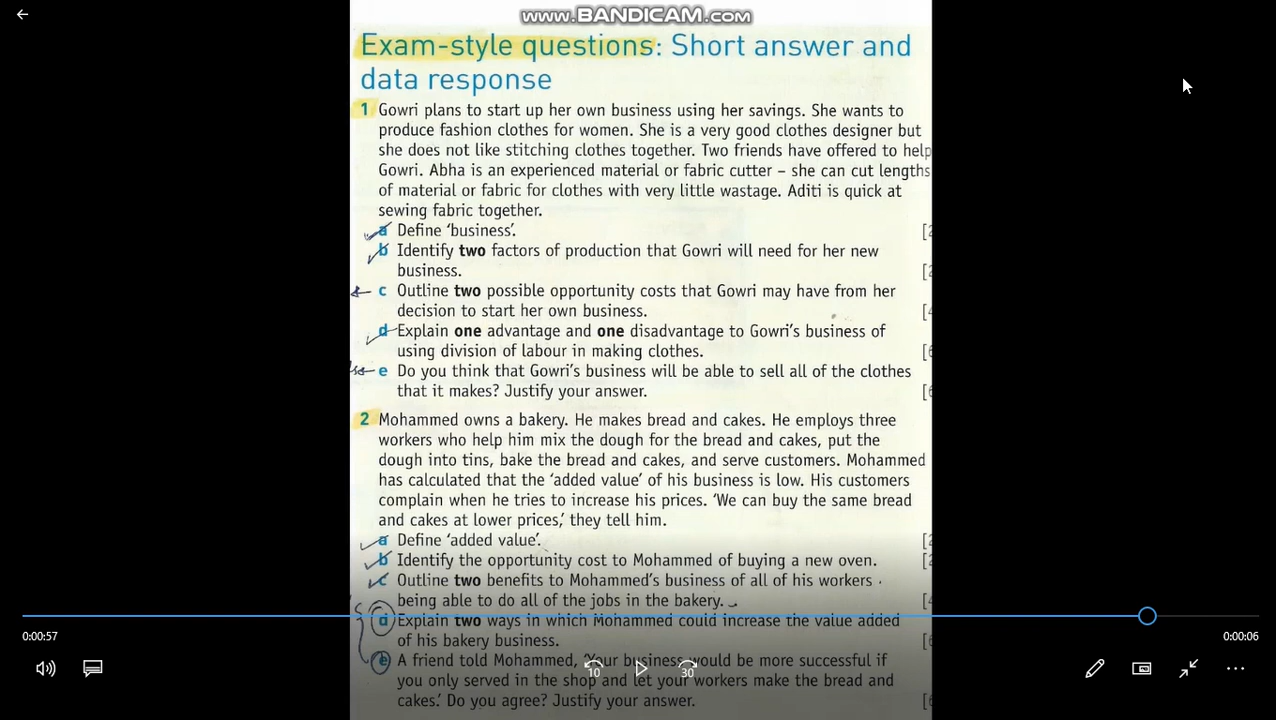 www.BANDICAM.com
Exam-style questions: Short answer and
data response
1 Gowri plans to start up her own business using her savings. She wants to
produce fashion clothes for women. She is a very good clothes designer but
she does not like stitching clothes together. Two friends have offered to help
Gowri. Abha is an experienced material or fabric cutter – she can cut lengths
of material or fabric for clothes with very little wastage. Aditi is quick at
sewing fabric together.
a Define ‘business’.
b Identify two factors of production that Gowri will need for her new
business.
c Outline two possible opportunity costs that Gowri may have from her
decision to start her own business.
d Explain one advantage and one disadvantage to Gowri’s business of
using division of labour in making clothes.
e Do you think that Gowri’s business will be able to sell all of the clothes
that it makes? Justify your answer.
2 Mohammed owns a bakery. He makes bread and cakes. He employs three
workers who help him mix the dough for the bread and cakes, put the
dough into tins, bake the bread and cakes, and serve customers. Mohammed
has calculated that the ‘added value’ of his business is low. His customers
complain when he tries to increase his prices. ‘We can buy the same bread
and cakes at lower prices,’ they tell him.
a Define ‘added value’.
b Identify the opportunity cost to Mohammed of buying a new oven.
c Outline two benefits to Mohammed’s business of all of his workers
being able to do all of the jobs in the bakery.
d Explain two ways in which Mohammed could increase the value added
0:00:57
0:00:06
of his bakery business.
e A friend told Mohammed, ‘Your business would be more successful if
10
30
you only served in the shop and let your workers make the bread and
cakes.’ Do you agree? Justify your answer.